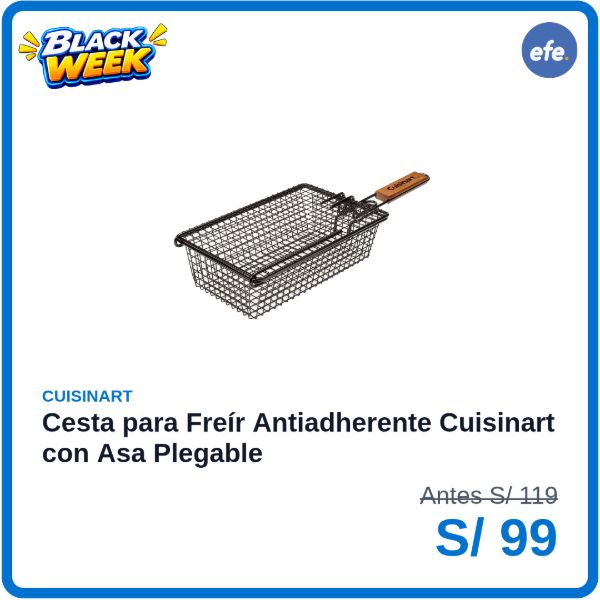 BLACK
WEEK
efe.
Cuisinart
CUISINART
Cesta para Freír Antiadherente Cuisinart
con Asa Plegable
Antes S/ 119
S/ 99